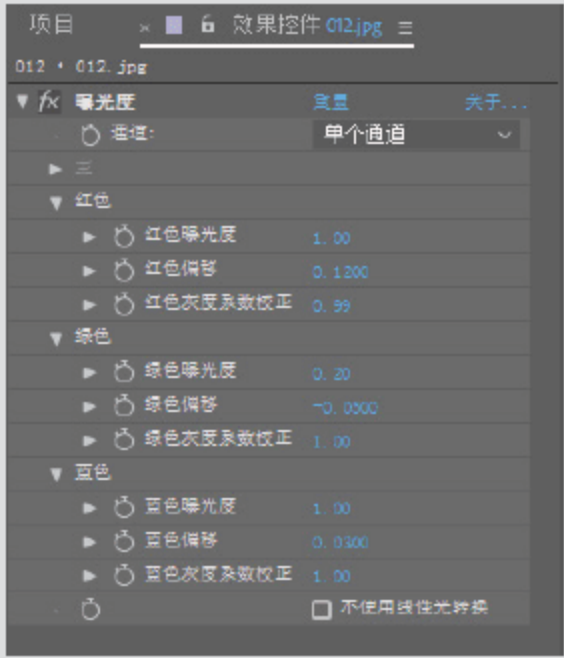 项目 × 效果控件 012.jpg ≡
012 • 012.jpg
fx 曝光度 重置 关于...
通道: 单个通道
三
红色
红色曝光度 1.00
红色偏移 0.1200
红色灰度系数校正 0.99
绿色
绿色曝光度 0.20
绿色偏移 -0.0500
绿色灰度系数校正 1.00
蓝色
蓝色曝光度 1.00
蓝色偏移 0.0300
蓝色灰度系数校正 1.00
不使用线性光转换